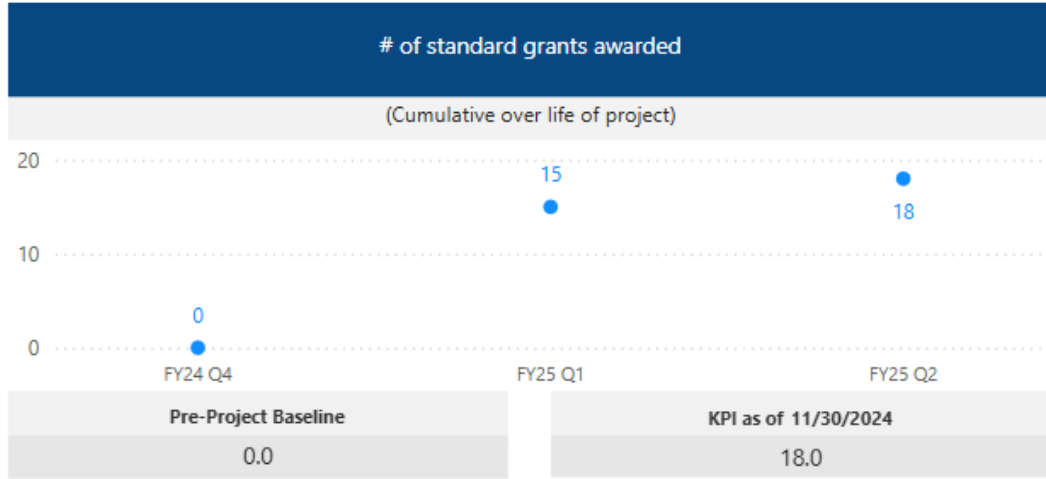 # of standard grants awarded
(Cumulative over life of project)
20
15
18
10
0
0
FY24 Q4 FY25 Q1 FY25 Q2
Pre-Project Baseline KPI as of 11/30/2024
0.0 18.0